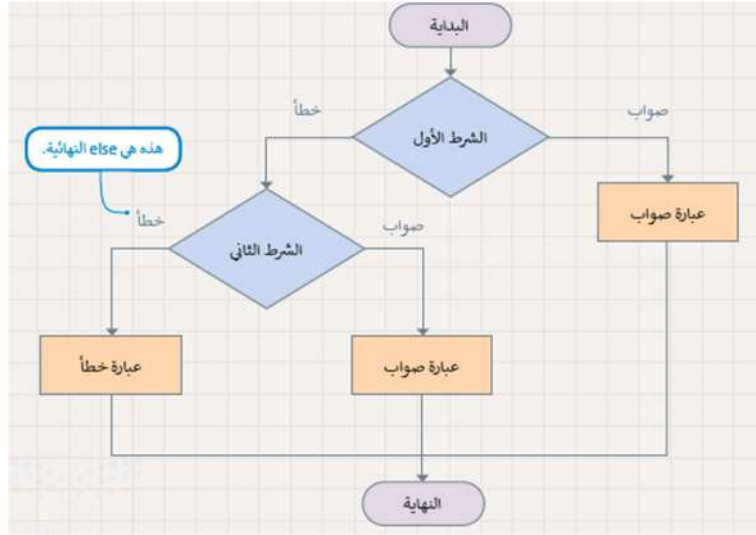 البداية
صواب
خطأ
الشرط الأول
هذه هي else النهائية.
عبارة صواب
صواب
خطأ
الشرط الثاني
عبارة صواب
عبارة خطأ
النهاية